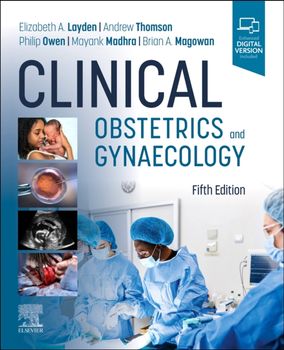 Elizabeth A. Layden | Andrew Thomson
Philip Owen | Mayank Madhra | Brian A. Magowan
Enhanced
DIGITAL
VERSION
Included
CLINICAL
OBSTETRICS and
GYNAECOLOGY
Fifth Edition
ELSEVIER